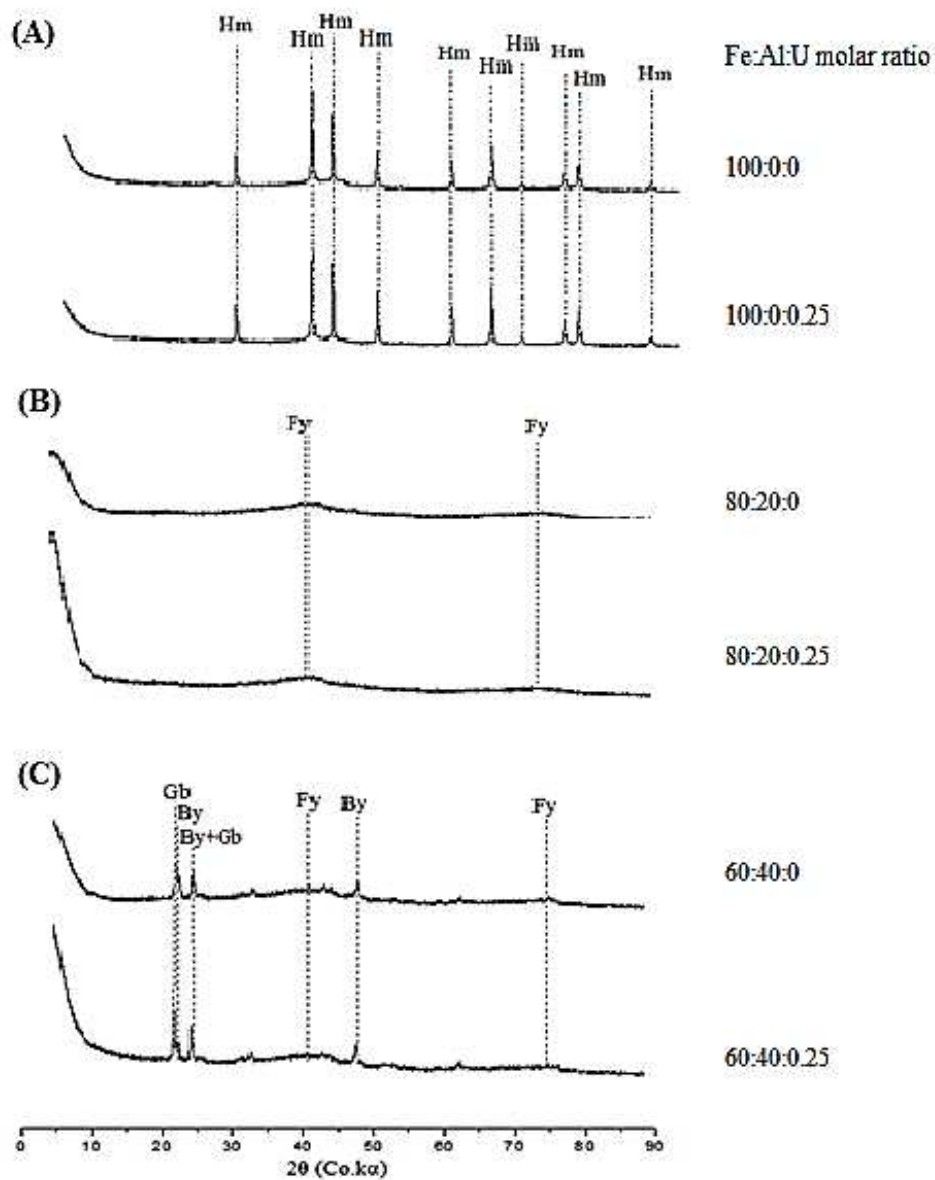 (A)
Hm Hm Hm Hm Hm Hm Hm Hm Hm Hm
Fe:Al:U molar ratio
100:0:0
100:0:0.25
(B)
Fy Fy
80:20:0
80:20:0.25
(C)
Gb By By+Gb Fy By Fy
60:40:0
60:40:0.25
0 10 20 30 40 50 60 70 80 90
2θ (Co.kα)